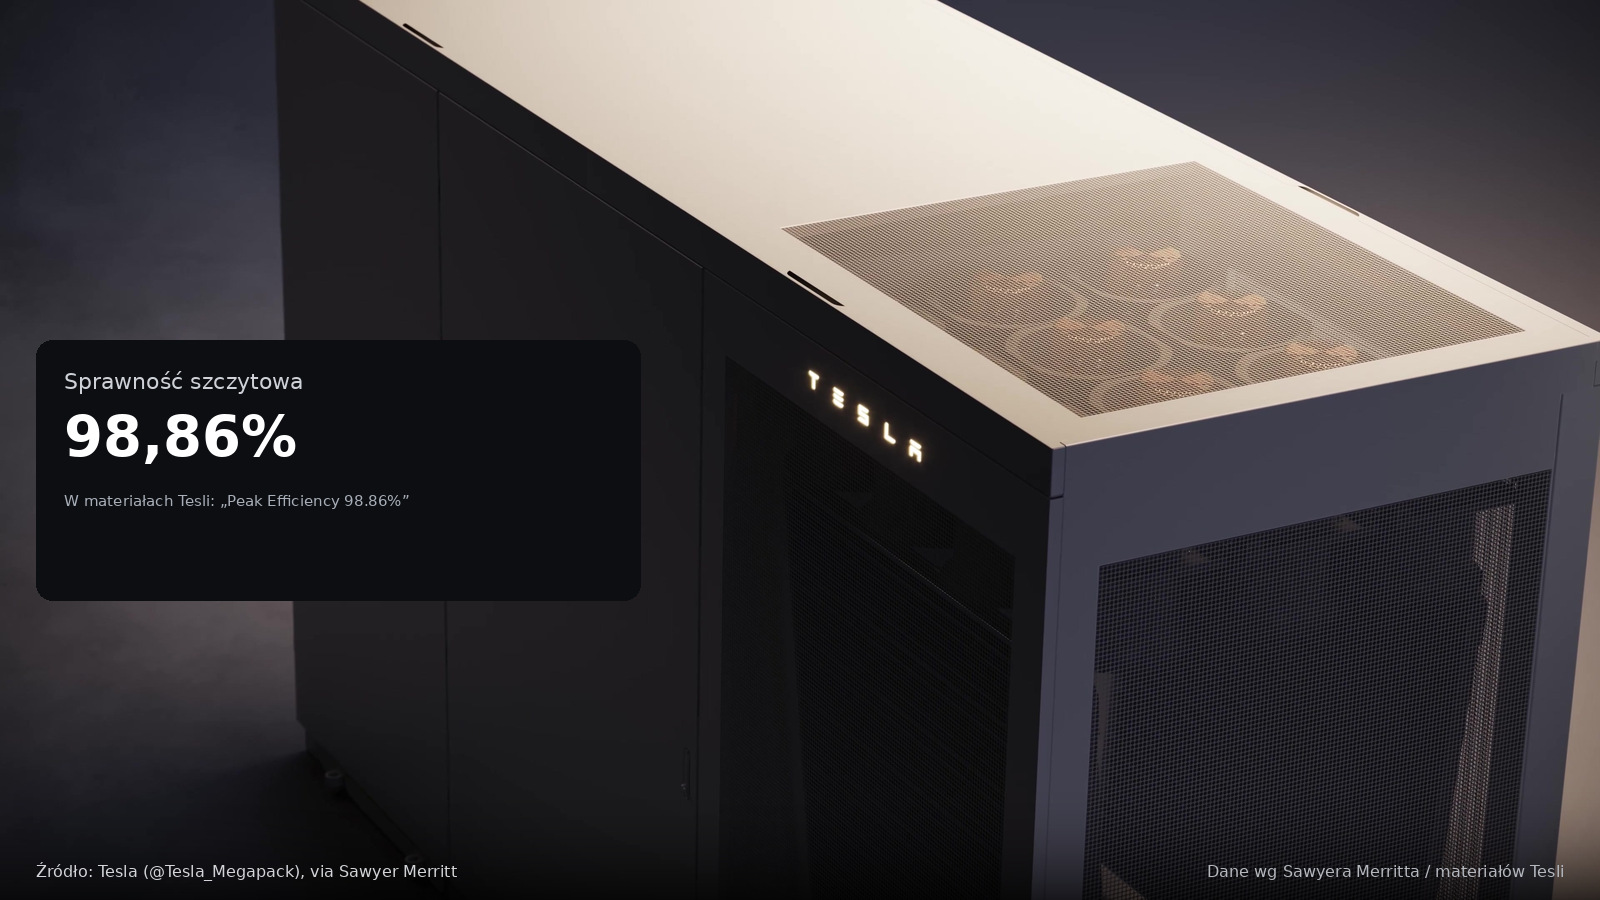 TESLA
Sprawność szczytowa
98,86%
W materiałach Tesli: „Peak Efficiency 98.86%”
Źródło: Tesla (@Tesla_Megapack), via Sawyer Merritt
Dane wg Sawyera Merritta / materiałów Tesli